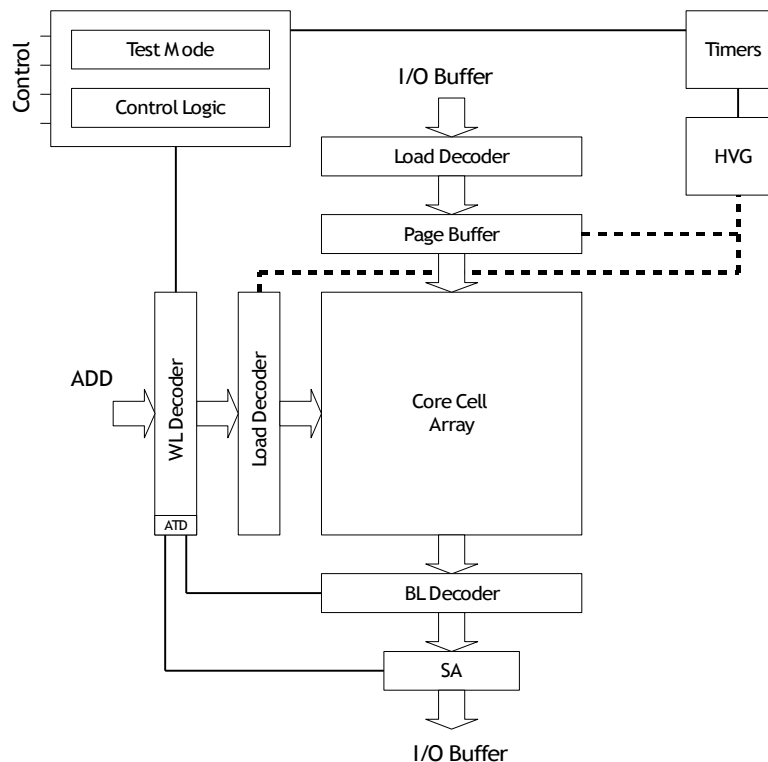 Control
Test Mode
Control Logic
Timers
HVG
I/O Buffer
Load Decoder
Page Buffer
ADD
WL Decoder
ATD
Load Decoder
Core Cell
Array
BL Decoder
SA
I/O Buffer